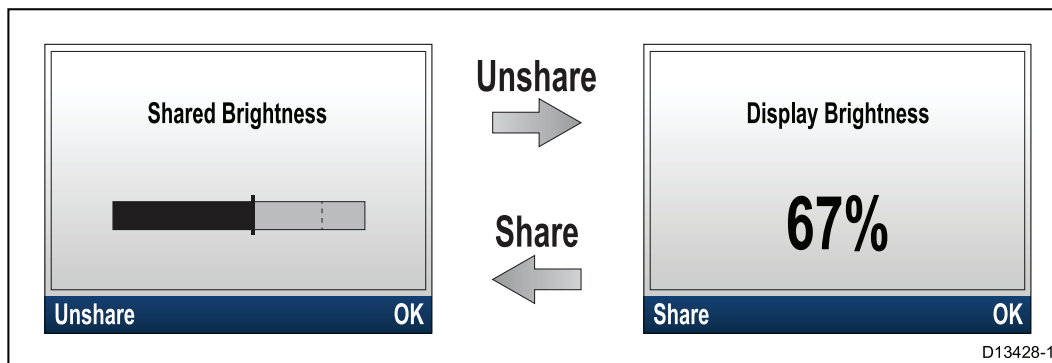 Shared Brightness
Unshare OK
Unshare
Share
Display Brightness
67%
Share OK
D13428-1